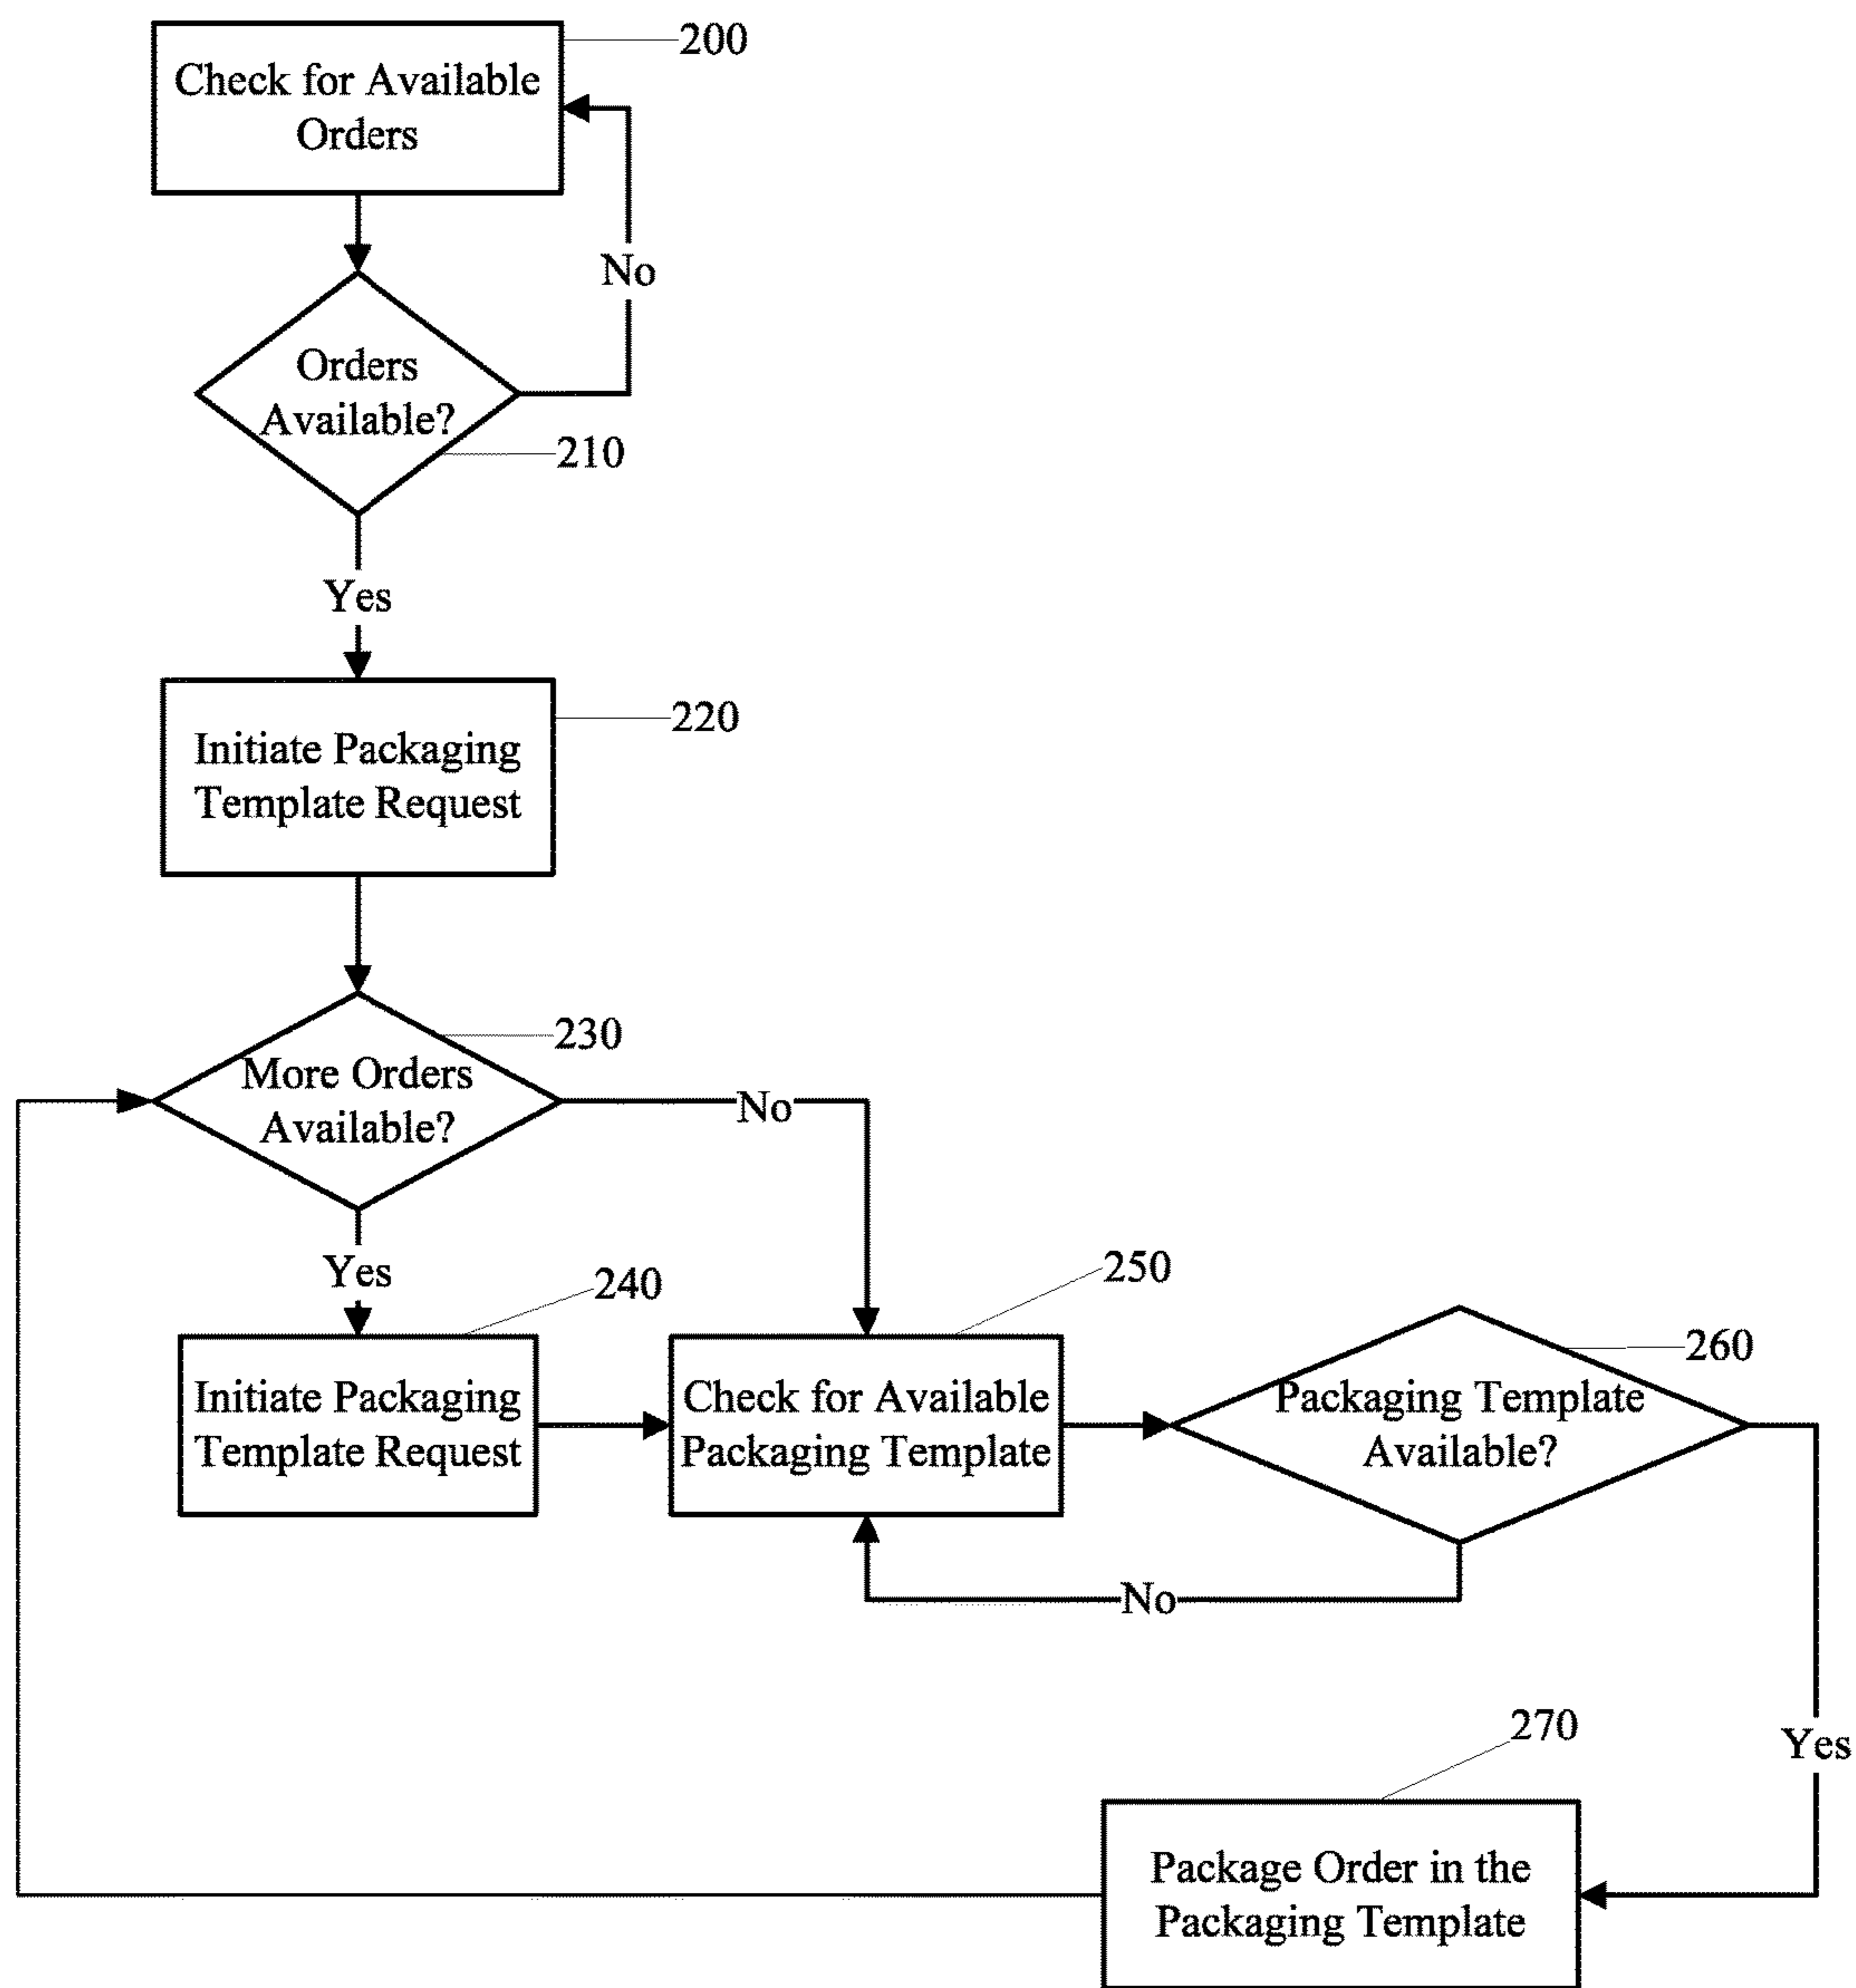 200
Check for Available
Orders
No
Orders
Available?
210
Yes
220
Initiate Packaging
Template Request
230
More Orders
Available?
No
Yes
240
250
260
Initiate Packaging
Template Request
Check for Available
Packaging Template
Packaging Template
Available?
No
270
Yes
Package Order in the
Packaging Template